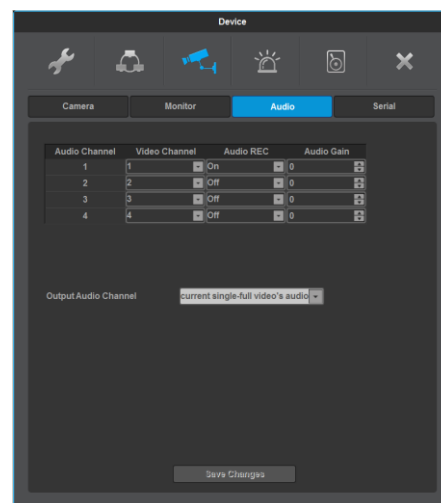 Device
Camera Monitor Audio Serial
Audio Channel Video Channel Audio REC Audio Gain
1 1 On 0
2 2 Off 0
3 3 Off 0
4 4 Off 0
Output Audio Channel current single-full video's audio
Save Changes